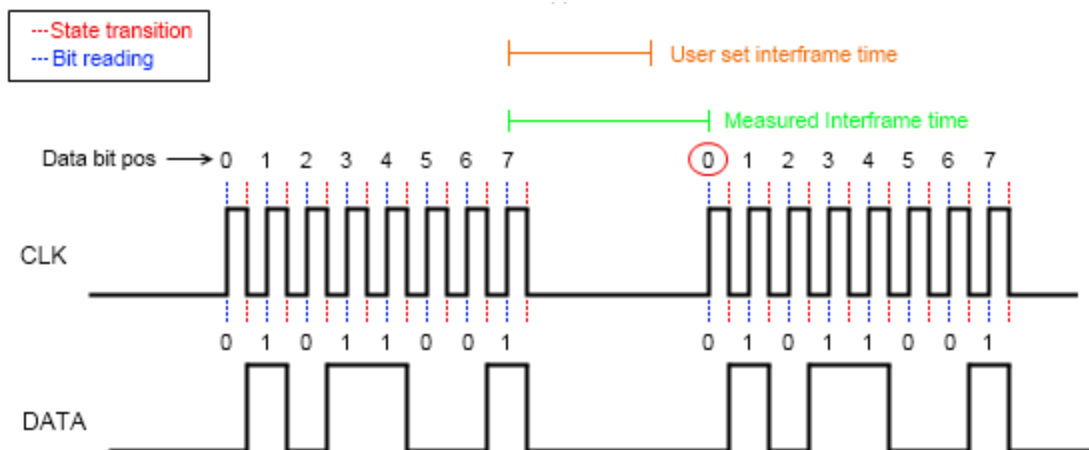 ---State transition
---Bit reading
User set interframe time
Measured Interframe time
Data bit pos 0 1 2 3 4 5 6 7 0 1 2 3 4 5 6 7
CLK
0 1 0 1 1 0 0 1 0 1 0 1 1 0 0 1
DATA